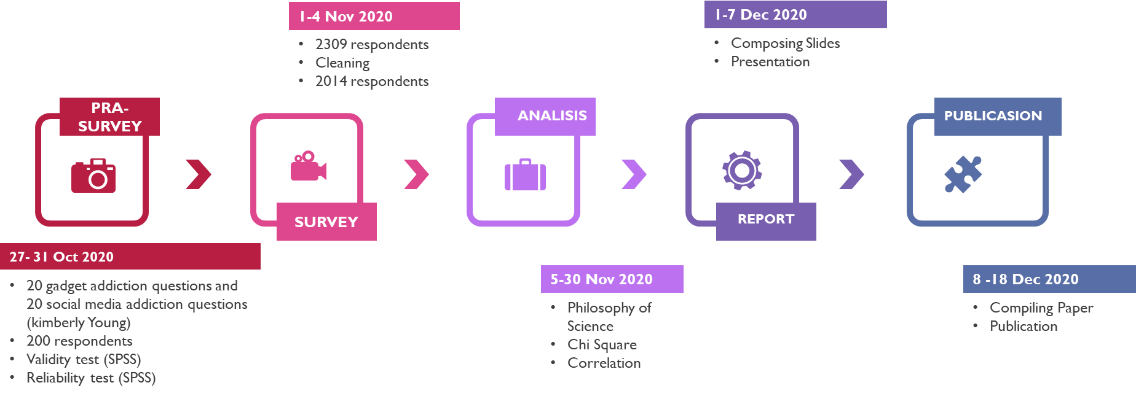 PRA-
SURVEY
27- 31 Oct 2020
• 20 gadget addiction questions and
20 social media addiction questions
(kimberly Young)
• 200 respondents
• Validity test (SPSS)
• Reliability test (SPSS)
1-4 Nov 2020
• 2309 respondents
• Cleaning
• 2014 respondents
SURVEY
ANALISIS
5-30 Nov 2020
• Philosophy of
Science
• Chi Square
• Correlation
1-7 Dec 2020
• Composing Slides
• Presentation
REPORT
PUBLICASION
8 -18 Dec 2020
• Compiling Paper
• Publication